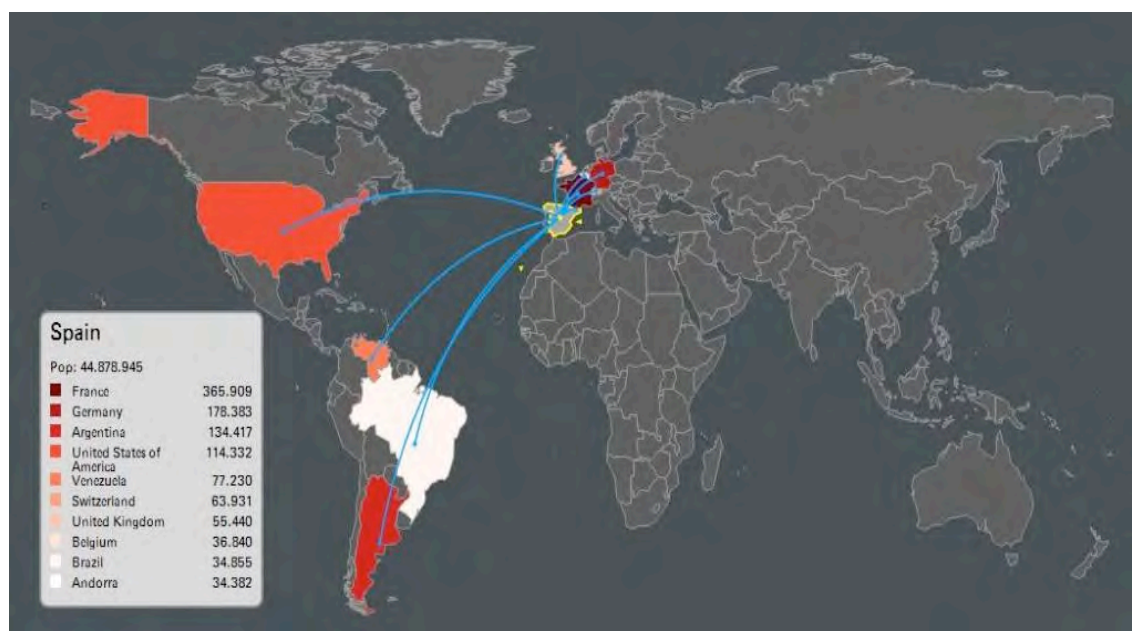 Spain
Pop: 44.878.945
France 365.909
Germany 178.383
Argentina 134.417
United States of 114.332
America
Venezuela 77.230
Switzerland 63.931
United Kingdom 55.440
Belgium 36.840
Brazil 34.855
Andorra 34.382